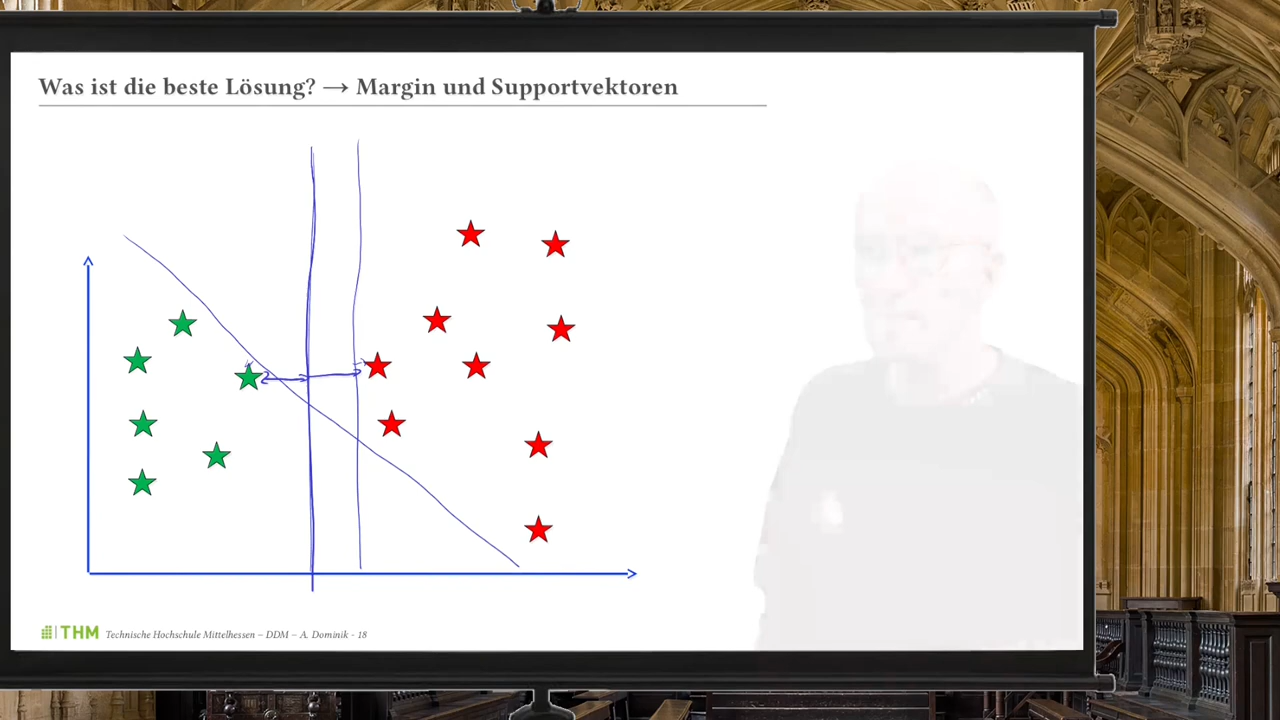 Was ist die beste Lösung? → Margin und Supportvektoren
THM Technische Hochschule Mittelhessen – DDM – A. Dominik - 18